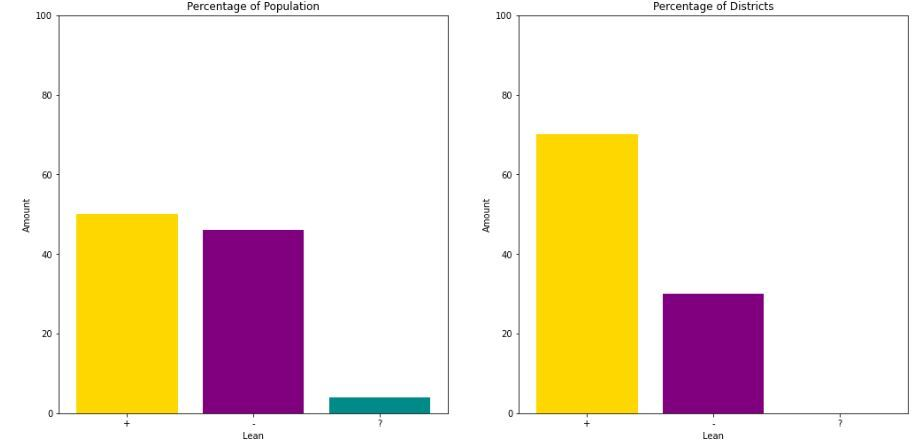 Percentage of Population
100
80
60
40
20
0
Amount
+ - ?
Lean
Percentage of Districts
100
80
60
40
20
0
Amount
+ - ?
Lean